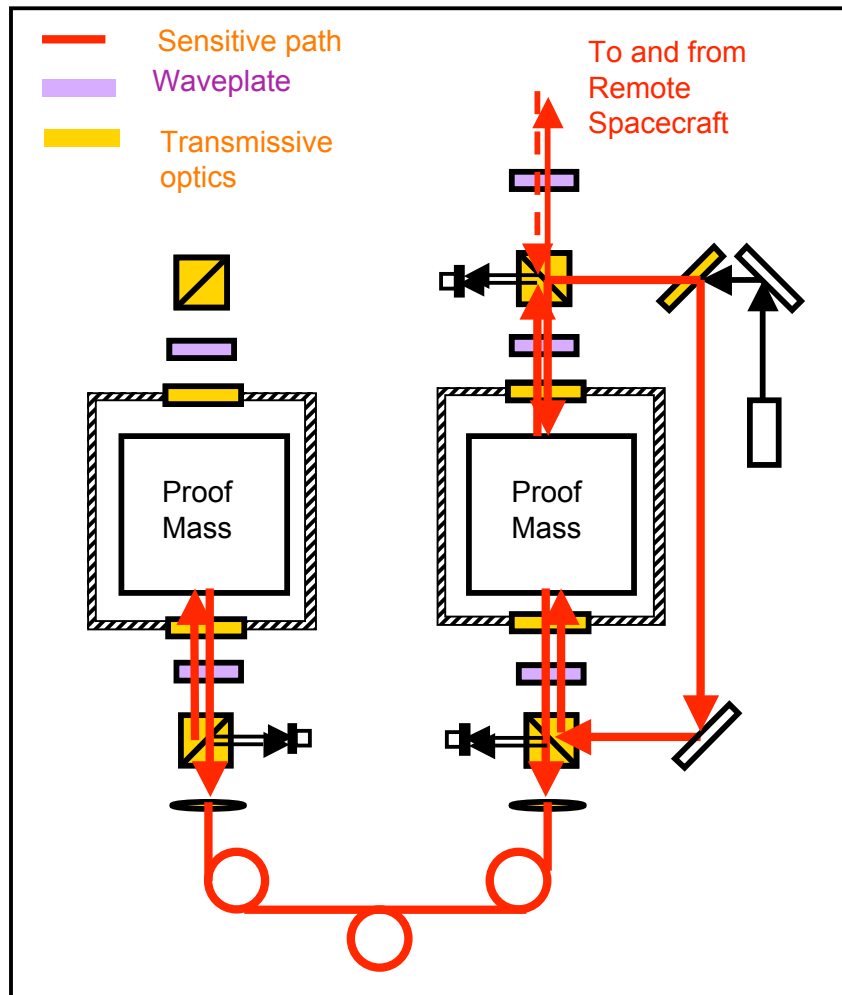 Sensitive path
Waveplate
Transmissive
optics
To and from
Remote
Spacecraft
Proof
Mass
Proof
Mass